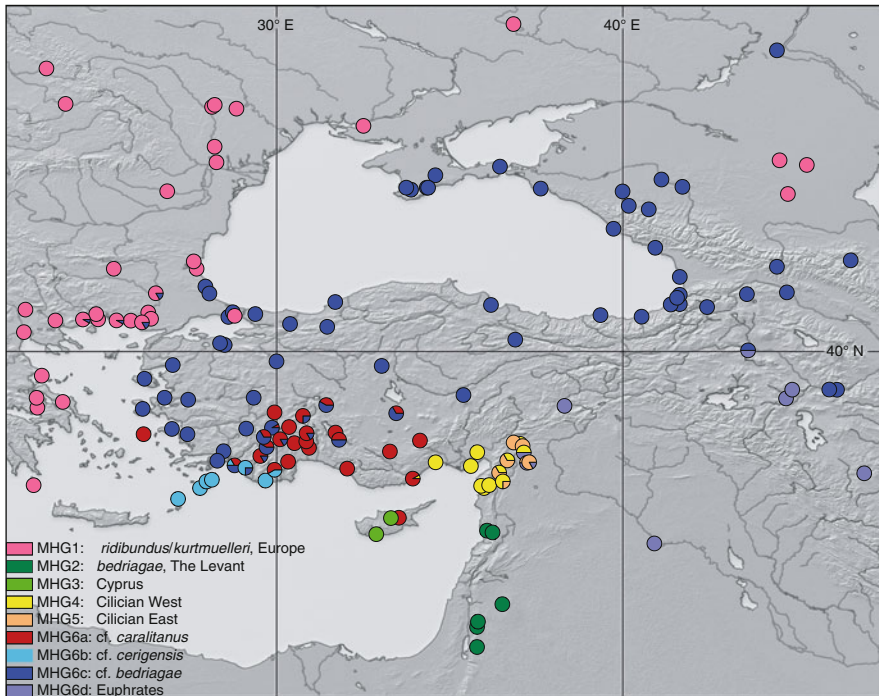 30° E 40° E
40° N
MHG1: ridibundus/kurtmuelleri, Europe
MHG2: bedriagae, The Levant
MHG3: Cyprus
MHG4: Cilician West
MHG5: Cilician East
MHG6a: cf. caralitanus
MHG6b: cf. cerigensis
MHG6c: cf. bedriagae
MHG6d: Euphrates